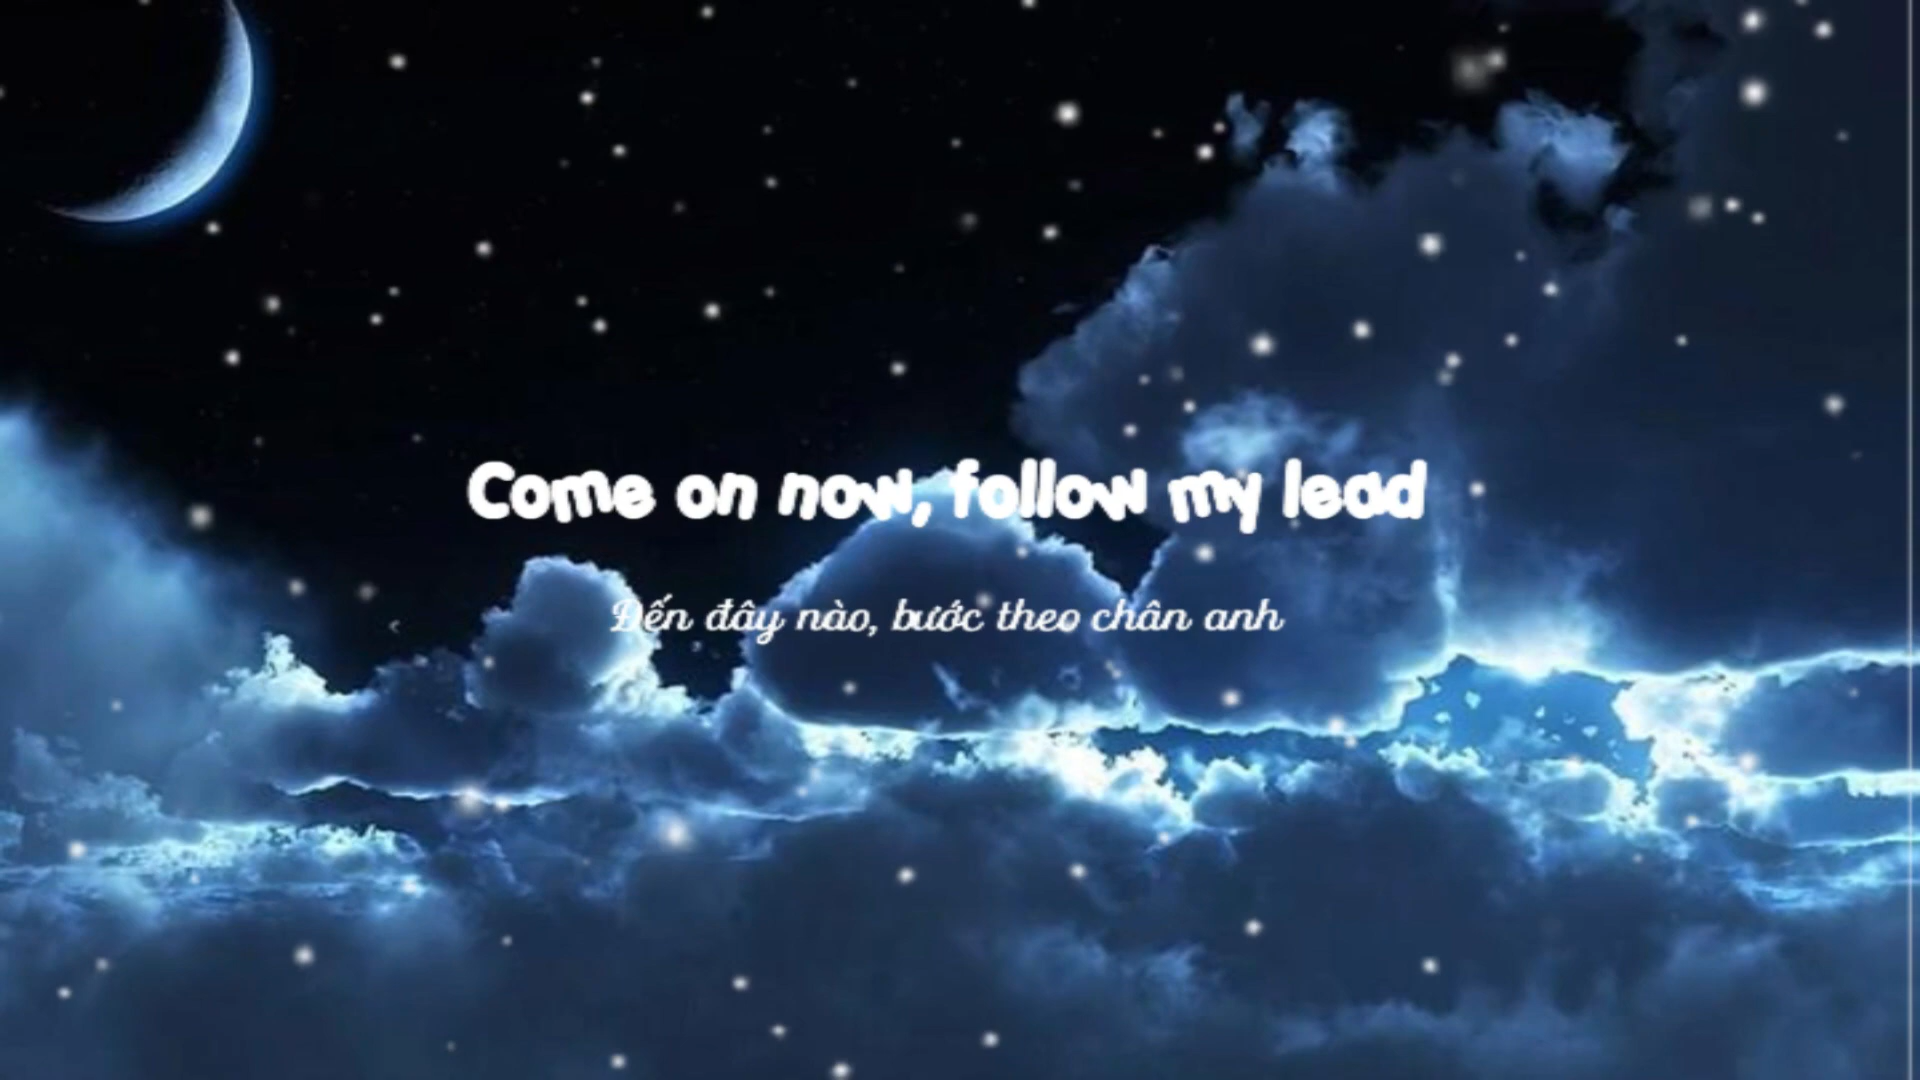 Come on now, follow my lead
Đến đây nào, bước theo chân anh